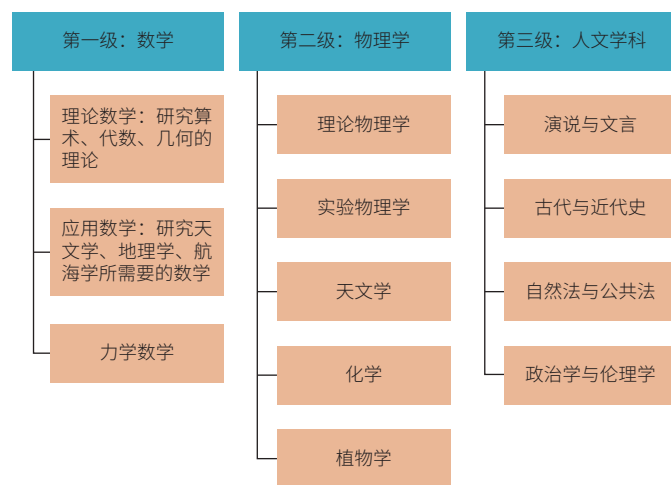 第一级：数学
理论数学：研究算
术、代数、几何的
理论
应用数学：研究天
文学、地理学、航
海学所需要的数学
力学数学
第二级：物理学
理论物理学
实验物理学
天文学
化学
植物学
第三级：人文学科
演说与文言
古代与近代史
自然法与公共法
政治学与伦理学